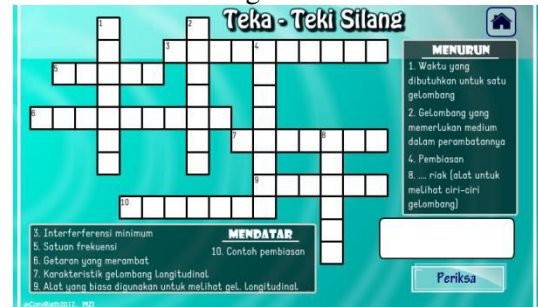 Teka - Teki Silang
1
2
3
4
5
6
7
8
9
10
MENURUN
1. Waktu yang
dibutuhkan untuk satu
gelombang
2. Gelombang yang
memerlukan medium
dalam perambatannya
4. Pembiasan
8. .... riak (alat untuk
melihat ciri-ciri
gelombang)
MENDATAR
3. Interferferensi minimum
5. Satuan frekuensi
6. Getaran yang merambat
7. Karakteristik gelombang longitudinal
9. Alat yang biasa digunakan untuk melihat gel. longitudinal
10. Contoh pembiasan
Periksa